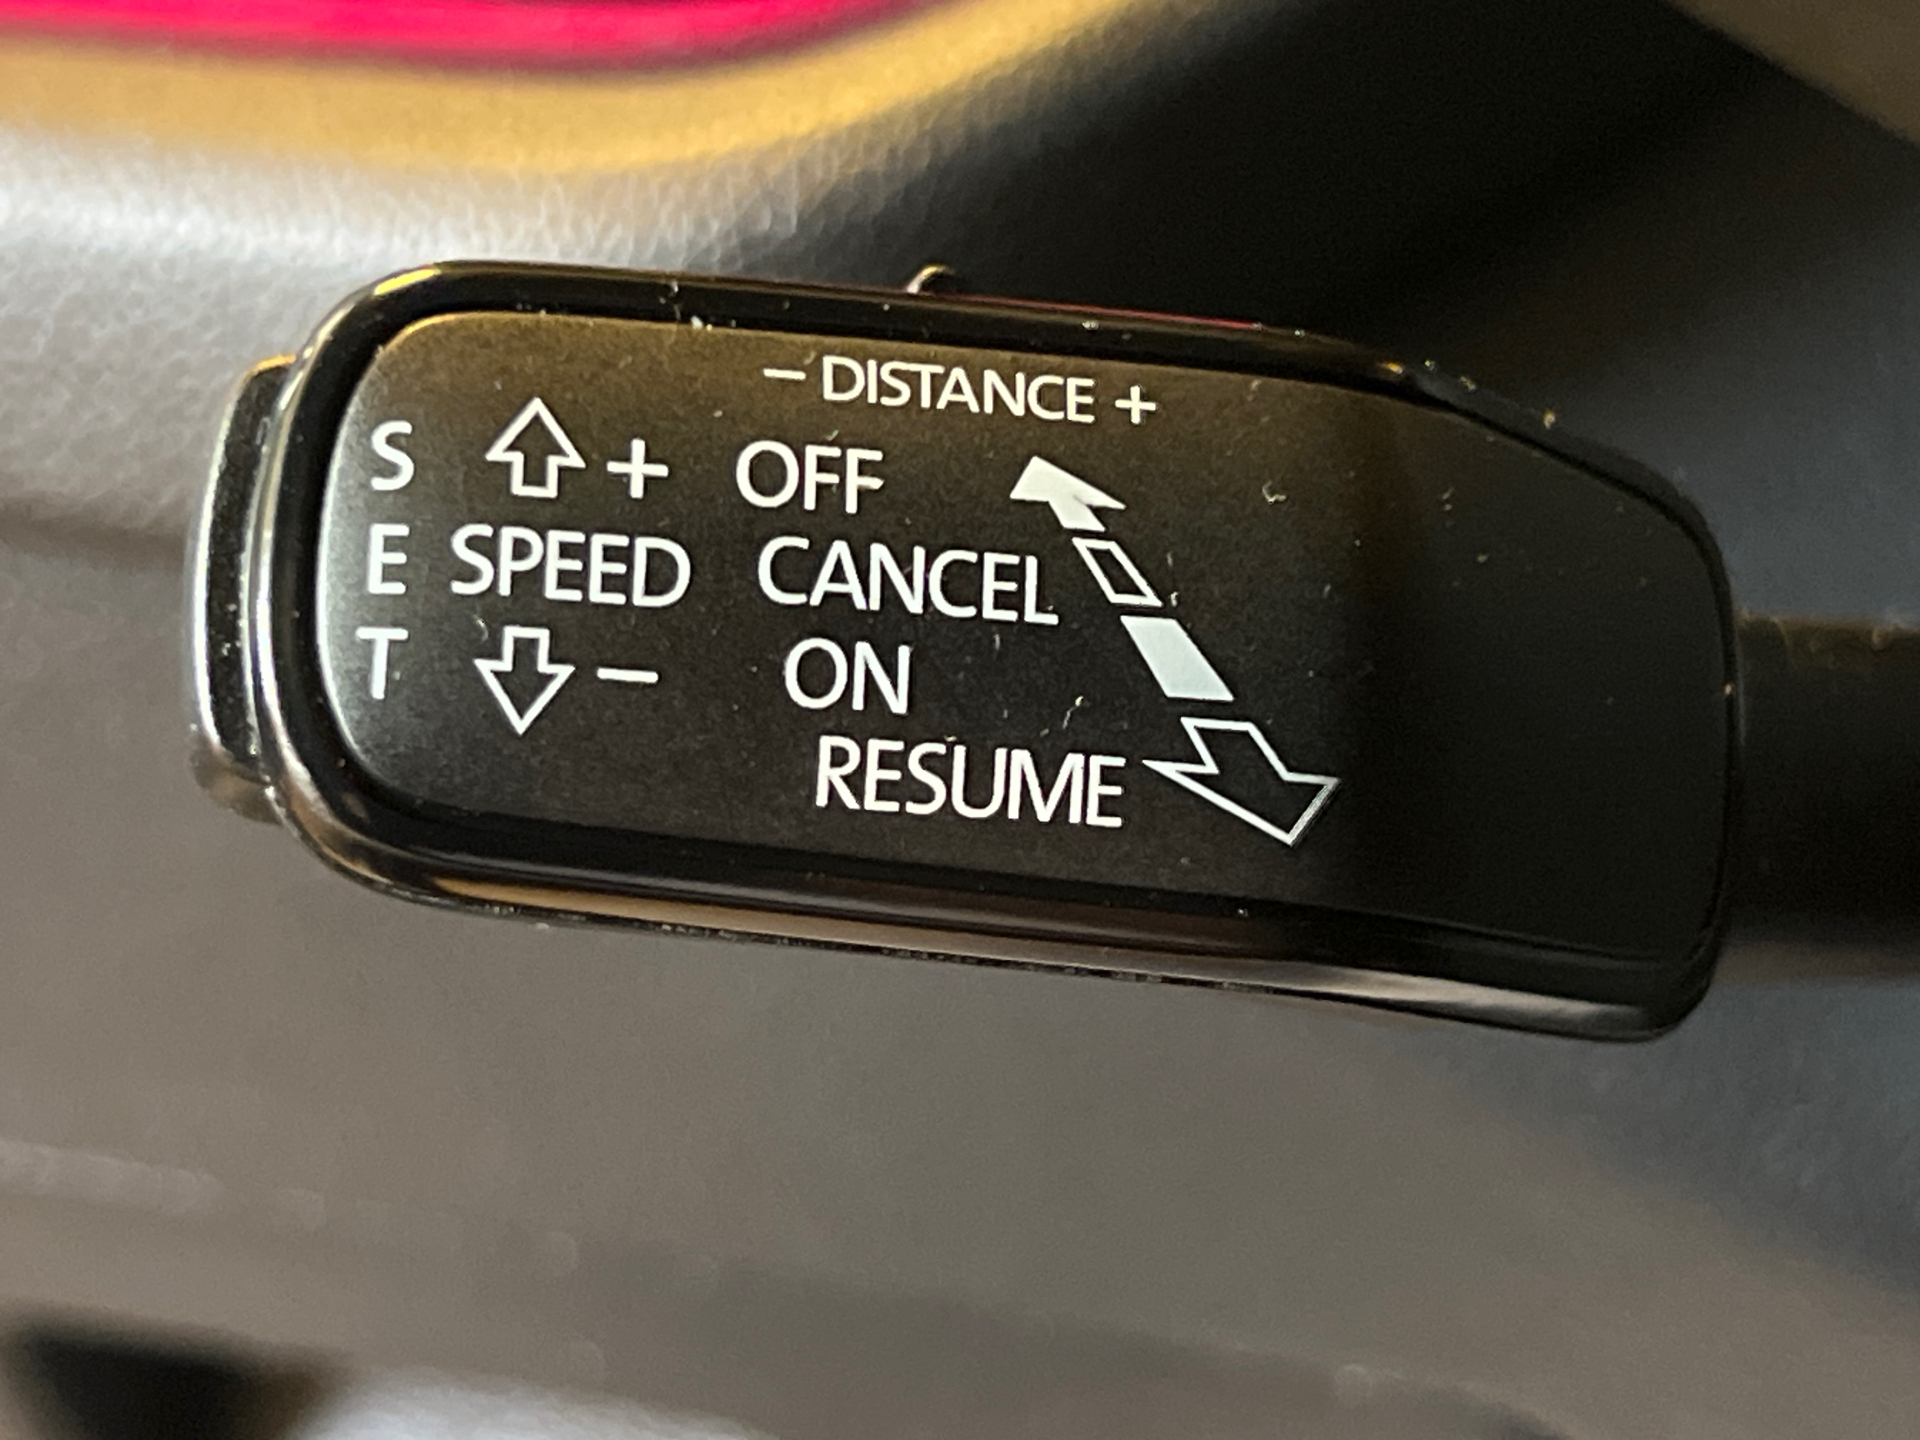 − DISTANCE +
S + OFF
E SPEED CANCEL
T − ON
RESUME